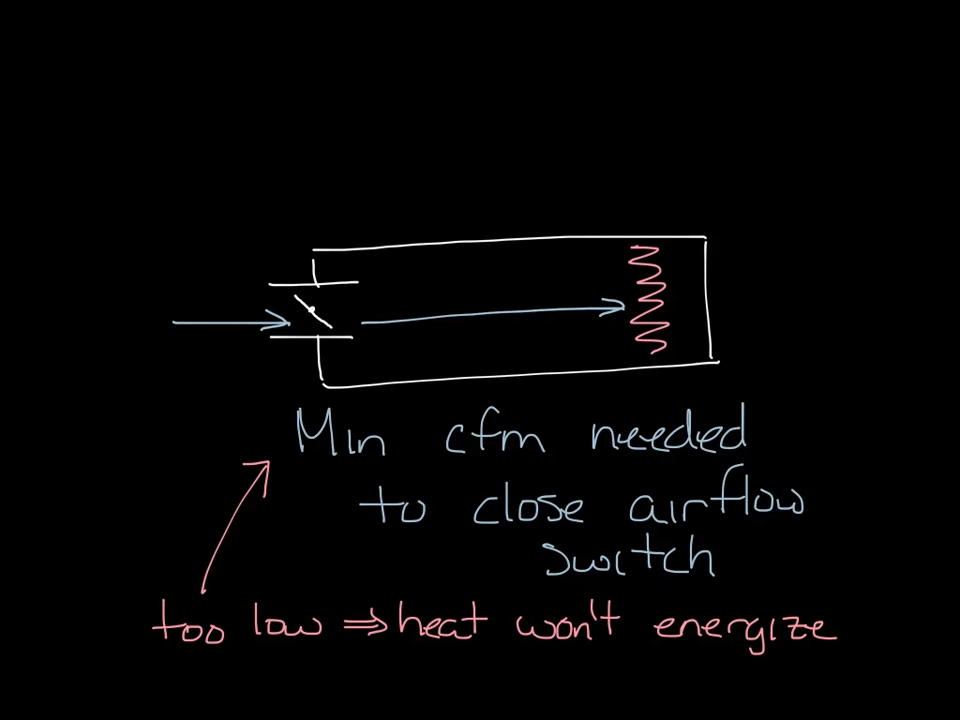 Min cfm needed
to close airflow
switch
too low ⇒ heat won't energize